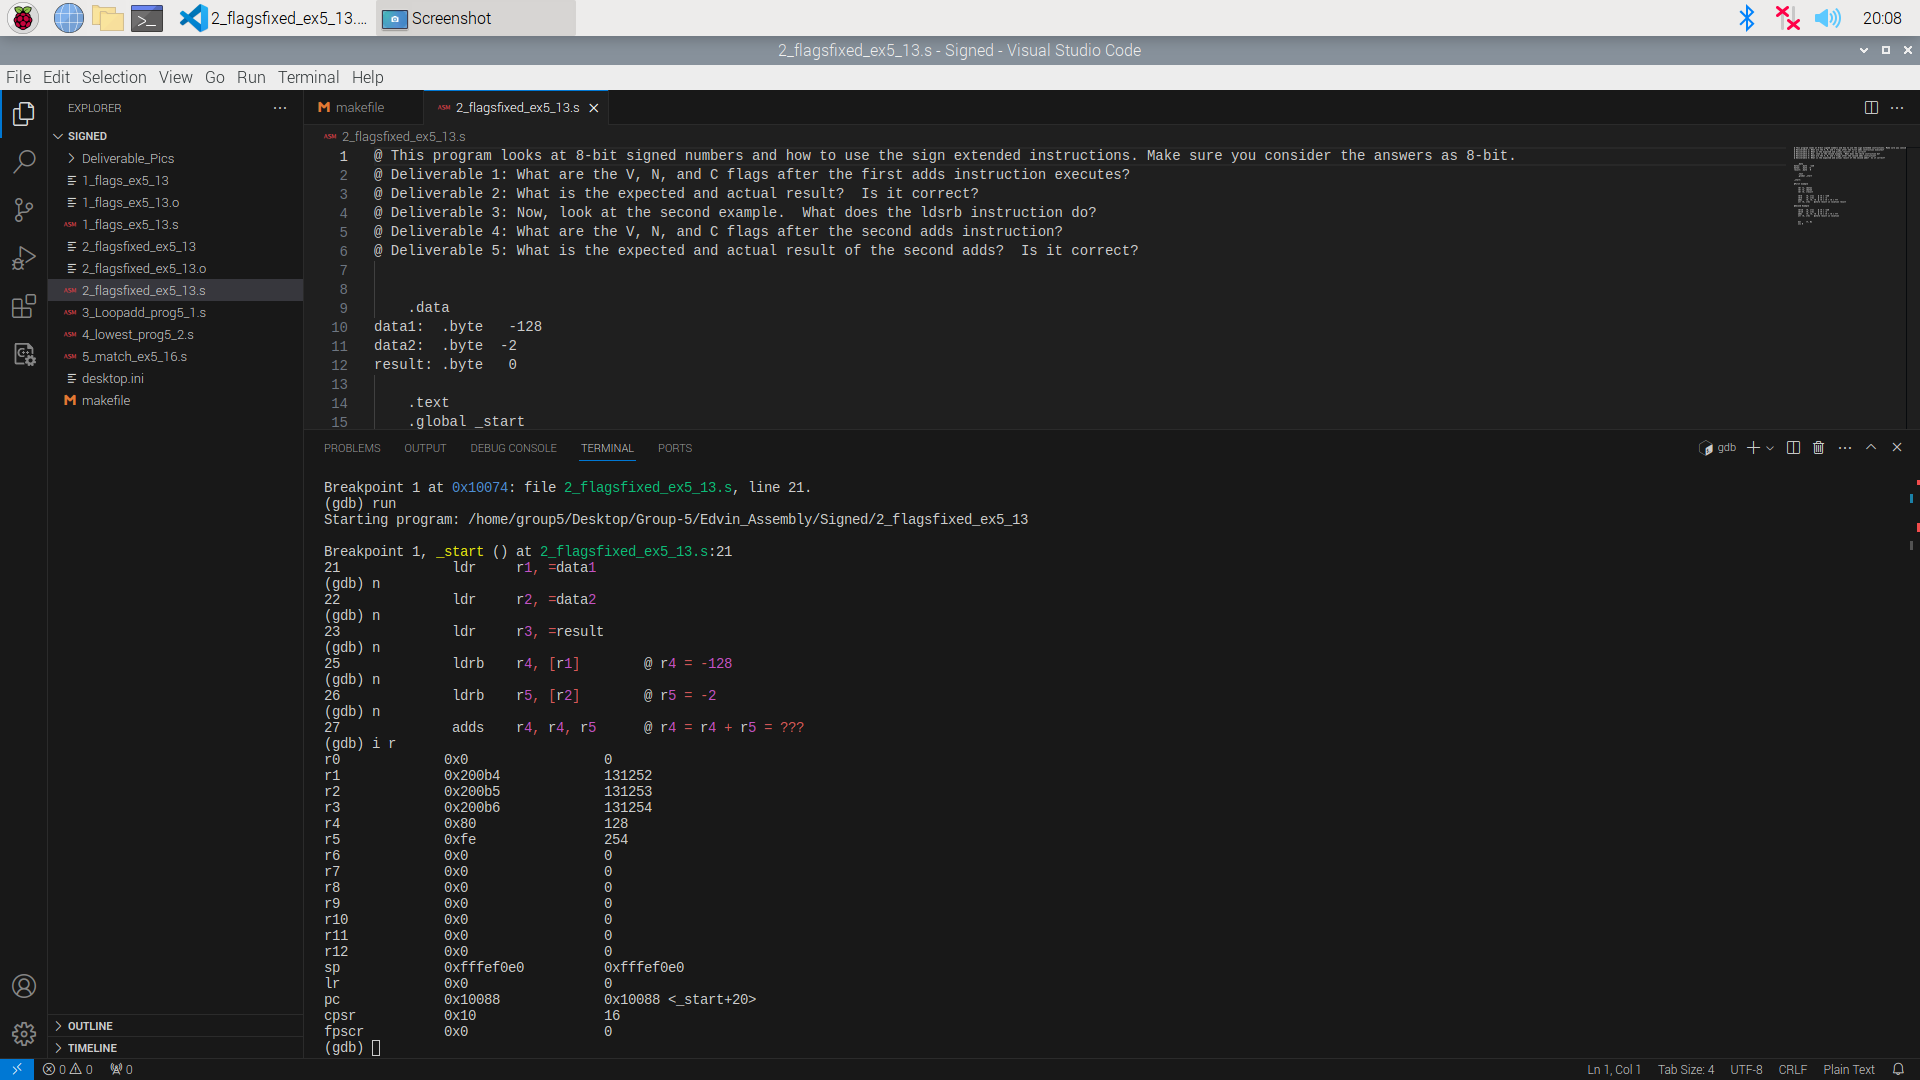 2_flagsfixed_ex5_13.... Screenshot 20:08
2_flagsfixed_ex5_13.s - Signed - Visual Studio Code
File Edit Selection View Go Run Terminal Help
EXPLORER
SIGNED
Deliverable_Pics
1_flags_ex5_13
1_flags_ex5_13.o
ASM 1_flags_ex5_13.s
2_flagsfixed_ex5_13
2_flagsfixed_ex5_13.o
ASM 2_flagsfixed_ex5_13.s
ASM 3_Loopadd_prog5_1.s
ASM 4_lowest_prog5_2.s
ASM 5_match_ex5_16.s
desktop.ini
M makefile
OUTLINE
TIMELINE
M makefile ASM 2_flagsfixed_ex5_13.s
ASM 2_flagsfixed_ex5_13.s
1 @ This program looks at 8-bit signed numbers and how to use the sign extended instructions. Make sure you consider the answers as 8-bit.
2 @ Deliverable 1: What are the V, N, and C flags after the first adds instruction executes?
3 @ Deliverable 2: What is the expected and actual result?  Is it correct?
4 @ Deliverable 3: Now, look at the second example.  What does the ldsrb instruction do?
5 @ Deliverable 4: What are the V, N, and C flags after the second adds instruction?
6 @ Deliverable 5: What is the expected and actual result of the second adds?  Is it correct?
7
8
9 .data
10 data1:  .byte   -128
11 data2:  .byte  -2
12 result: .byte   0
13
14 .text
15 .global _start
PROBLEMS OUTPUT DEBUG CONSOLE TERMINAL PORTS gdb
Breakpoint 1 at 0x10074: file 2_flagsfixed_ex5_13.s, line 21.
(gdb) run
Starting program: /home/group5/Desktop/Group-5/Edvin_Assembly/Signed/2_flagsfixed_ex5_13
Breakpoint 1, _start () at 2_flagsfixed_ex5_13.s:21
21 ldr r1, =data1
(gdb) n
22 ldr r2, =data2
(gdb) n
23 ldr r3, =result
(gdb) n
25 ldrb r4, [r1] @ r4 = -128
(gdb) n
26 ldrb r5, [r2] @ r5 = -2
(gdb) n
27 adds r4, r4, r5 @ r4 = r4 + r5 = ???
(gdb) i r
r0 0x0 0
r1 0x200b4 131252
r2 0x200b5 131253
r3 0x200b6 131254
r4 0x80 128
r5 0xfe 254
r6 0x0 0
r7 0x0 0
r8 0x0 0
r9 0x0 0
r10 0x0 0
r11 0x0 0
r12 0x0 0
sp 0xfffef0e0 0xfffef0e0
lr 0x0 0
pc 0x10088 0x10088 <_start+20>
cpsr 0x10 16
fpscr 0x0 0
(gdb)
0 0 0 Ln 1, Col 1 Tab Size: 4 UTF-8 CRLF Plain Text